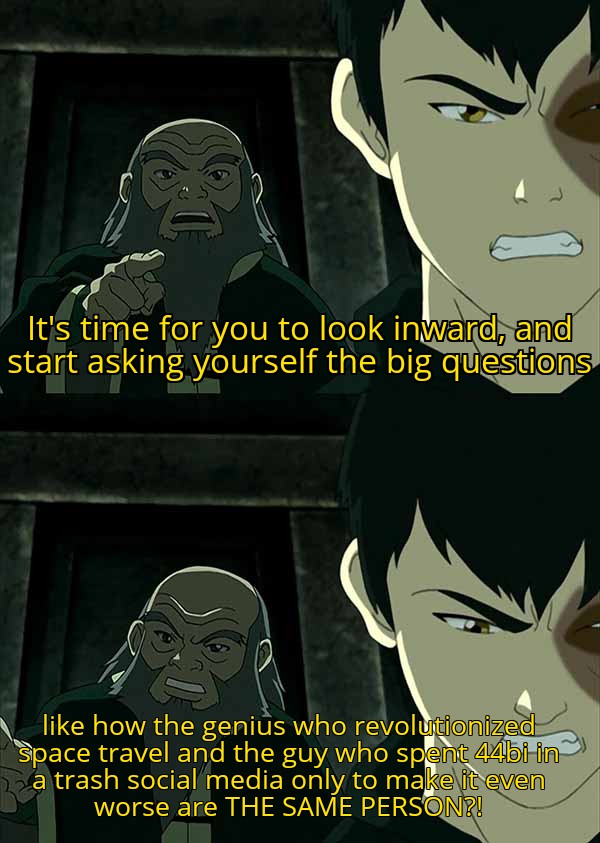 It's time for you to look inward, and
start asking yourself the big questions
like how the genius who revolutionized
space travel and the guy who spent 44bi in
a trash social media only to make it even
worse are THE SAME PERSON?!